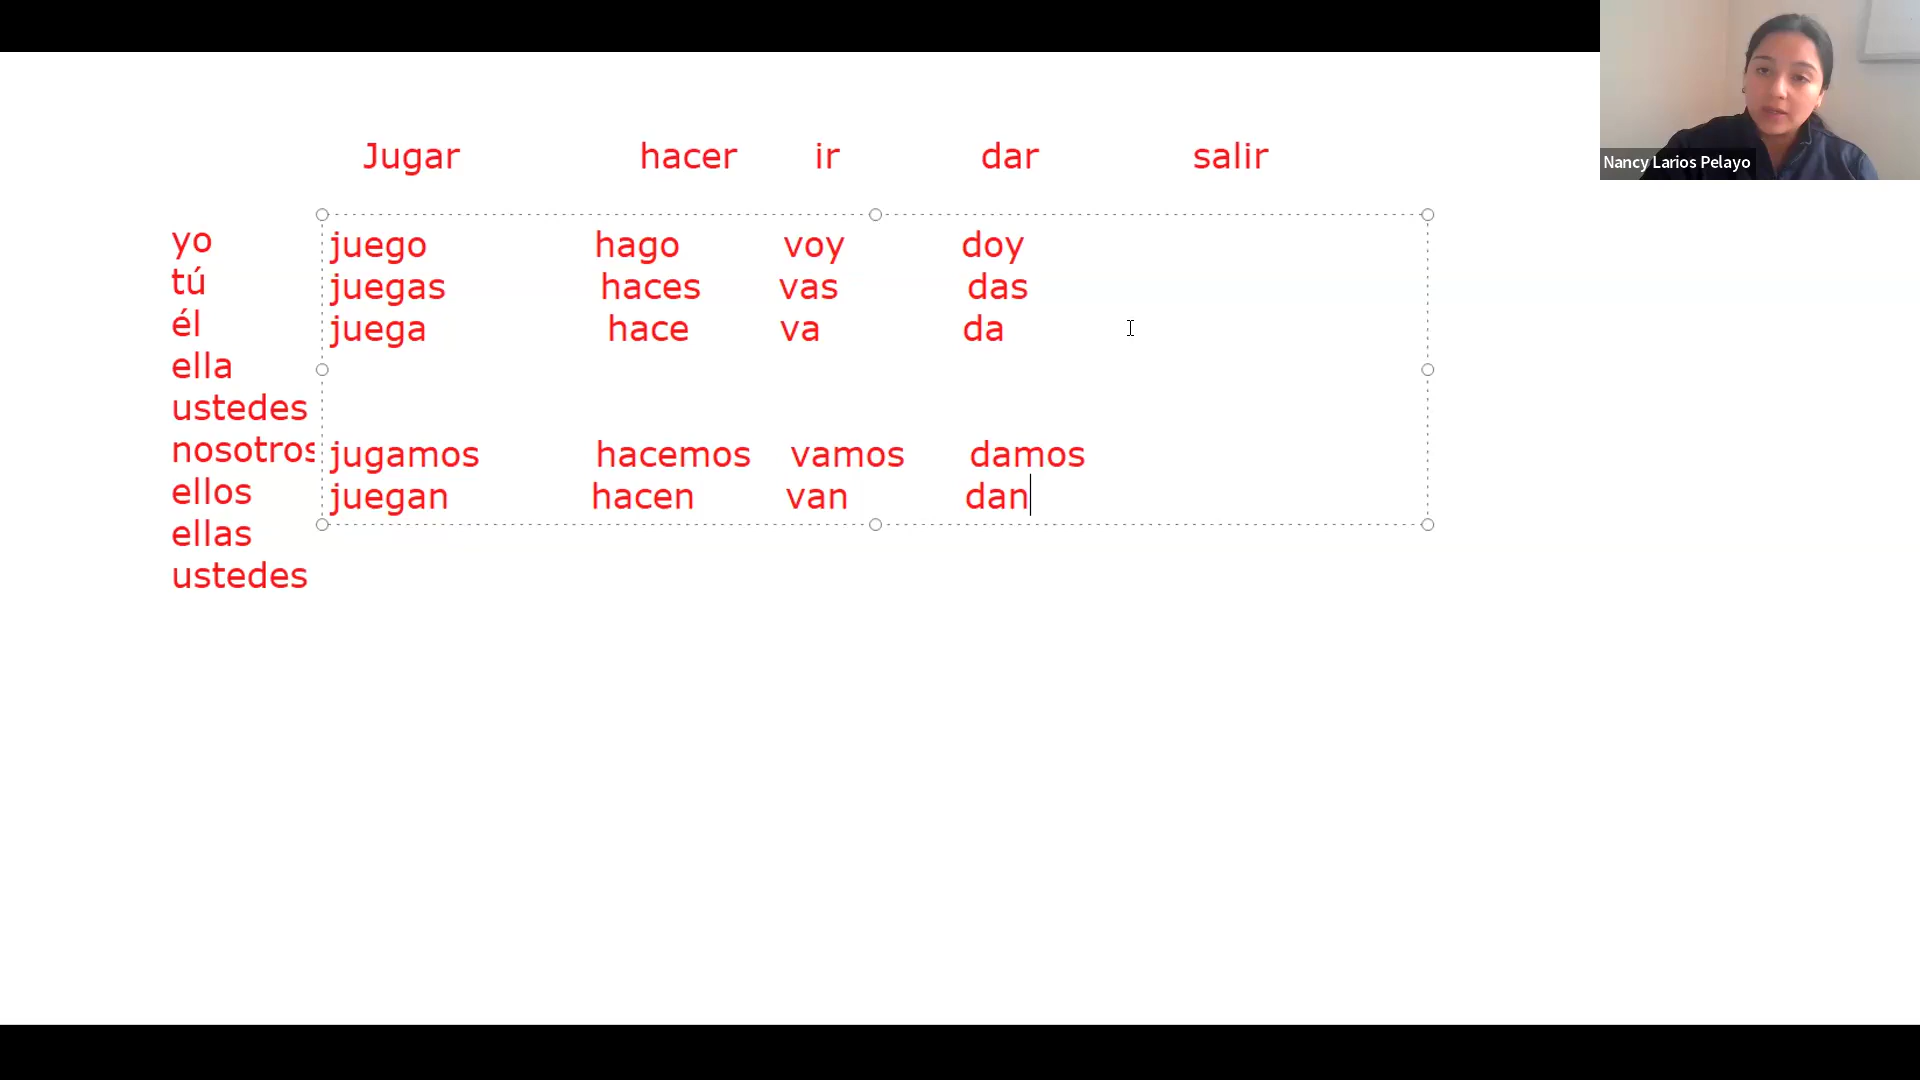 Jugar hacer ir dar salir
Nancy Larios Pelayo
yo juego hago voy doy
tú juegas haces vas das
él juega hace va da
ella
ustedes
nosotros jugamos hacemos vamos damos
ellos juegan hacen van dan
ellas
ustedes